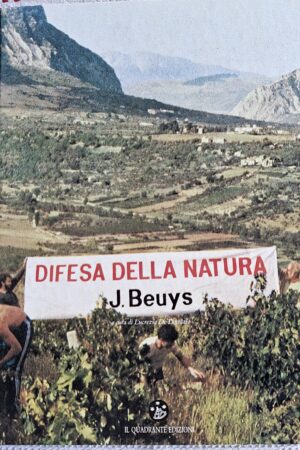 DIFESA DELLA NATURA
J. Beuys
a cura di Lucrezia De Domizio
IL QUADRANTE EDIZIONI